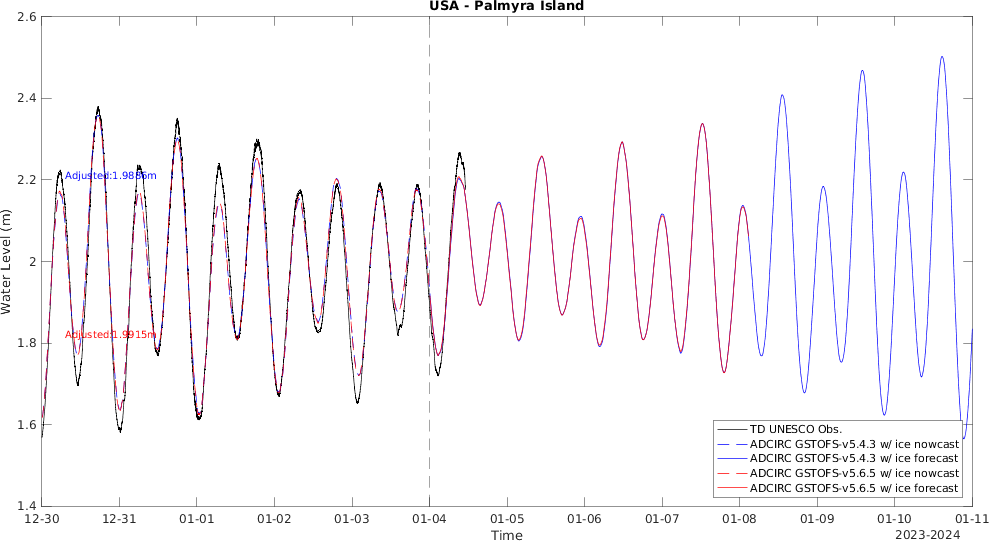 USA - Palmyra Island
Water Level (m)
2.6
2.4
2.2
2
1.8
1.6
1.4
Adjusted:1.9886m
Adjusted:1.9915m
TD UNESCO Obs.
ADCIRC GSTOFS-v5.4.3 w/ ice nowcast
ADCIRC GSTOFS-v5.4.3 w/ ice forecast
ADCIRC GSTOFS-v5.6.5 w/ ice nowcast
ADCIRC GSTOFS-v5.6.5 w/ ice forecast
12-30 12-31 01-01 01-02 01-03 01-04 01-05 01-06 01-07 01-08 01-09 01-10 01-11
Time
2023-2024